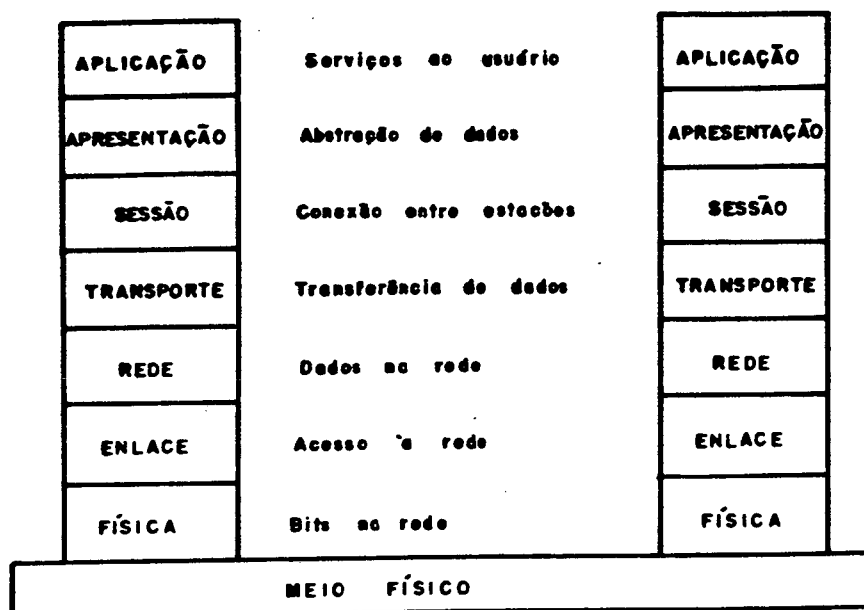 APLICAÇÃO Serviços ao usuário APLICAÇÃO
APRESENTAÇÃO Abstração de dados APRESENTAÇÃO
SESSÃO Conexão entre estacões SESSÃO
TRANSPORTE Transferência de dados TRANSPORTE
REDE Dados na rede REDE
ENLACE Acesso à rede ENLACE
FÍSICA Bits na rede FÍSICA
MEIO FÍSICO